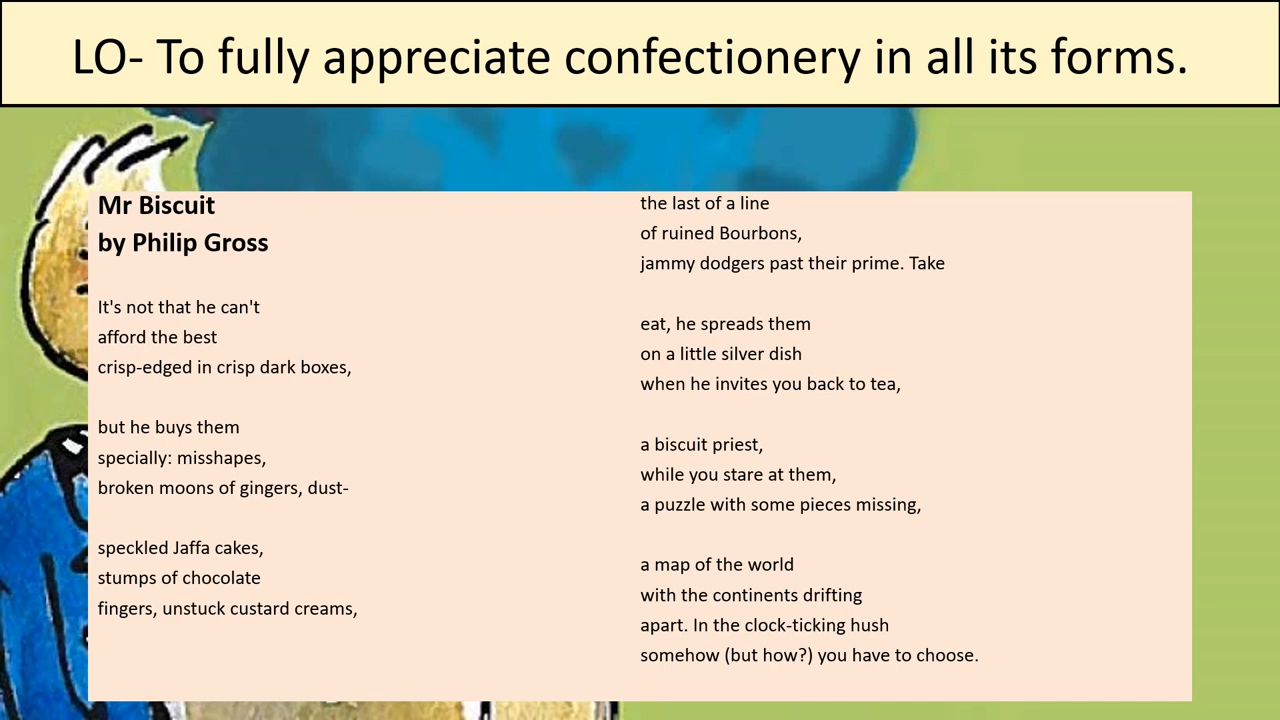 LO- To fully appreciate confectionery in all its forms.
Mr Biscuit
by Philip Gross
It's not that he can't
afford the best
crisp-edged in crisp dark boxes,
but he buys them
specially: misshapes,
broken moons of gingers, dust-
speckled Jaffa cakes,
stumps of chocolate
fingers, unstuck custard creams,
the last of a line
of ruined Bourbons,
jammy dodgers past their prime. Take
eat, he spreads them
on a little silver dish
when he invites you back to tea,
a biscuit priest,
while you stare at them,
a puzzle with some pieces missing,
a map of the world
with the continents drifting
apart. In the clock-ticking hush
somehow (but how?) you have to choose.